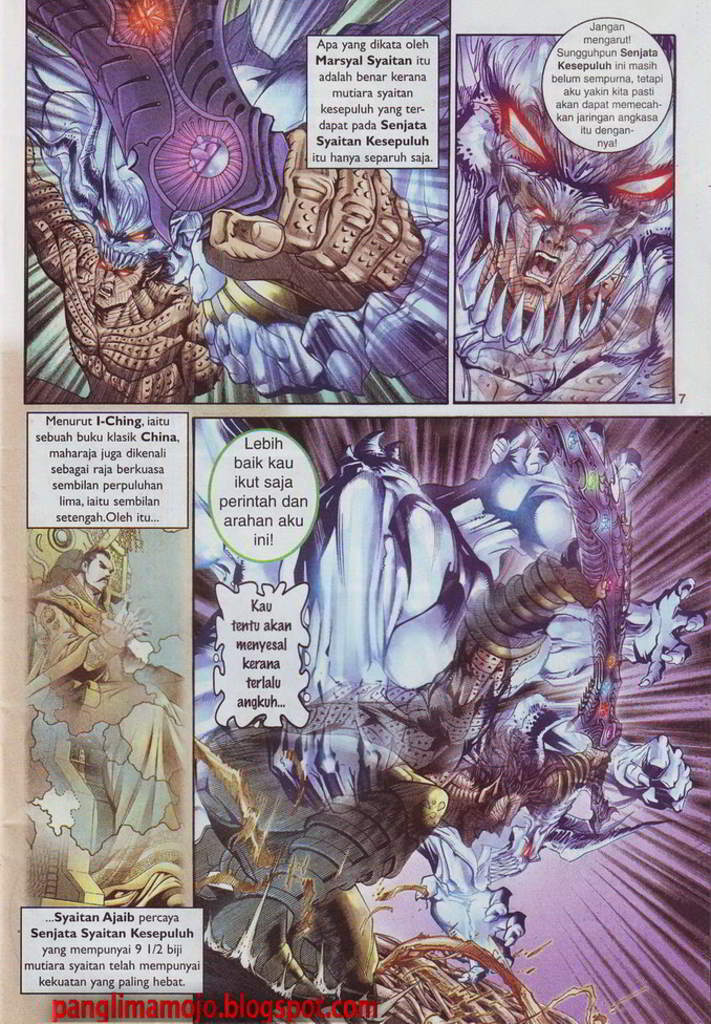 Apa yang dikata oleh
Marsyal Syaitan itu
adalah benar kerana
mutiara syaitan
kesepuluh yang ter-
dapat pada Senjata
Syaitan Kesepuluh
itu hanya separuh saja.
Jangan
mengarut!
Sungguhpun Senjata
Kesepuluh ini masih
belum sempurna, tetapi
aku yakin kita pasti
akan dapat memecah-
kan jaringan angkasa
itu dengan-
nya!
7
Menurut I-Ching, iaitu
sebuah buku klasik China,
maharaja juga dikenali
sebagai raja berkuasa
sembilan perpuluhan
lima, iaitu sembilan
setengah.Oleh itu...
Lebih
baik kau
ikut saja
perintah dan
arahan aku
ini!
Kau
tentu akan
menyesal
kerana
terlalu
angkuh...
...Syaitan Ajaib percaya
Senjata Syaitan Kesepuluh
yang mempunyai 9 1/2 biji
mutiara syaitan telah mempunyai
kekuatan yang paling hebat.
panglimamojo.blogspot.com